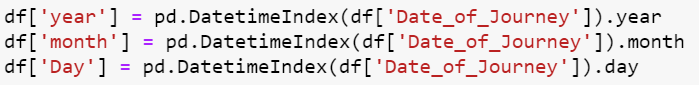 df['year'] = pd.DatetimeIndex(df['Date_of_Journey']).year
df['month'] = pd.DatetimeIndex(df['Date_of_Journey']).month
df['Day'] = pd.DatetimeIndex(df['Date_of_Journey']).day